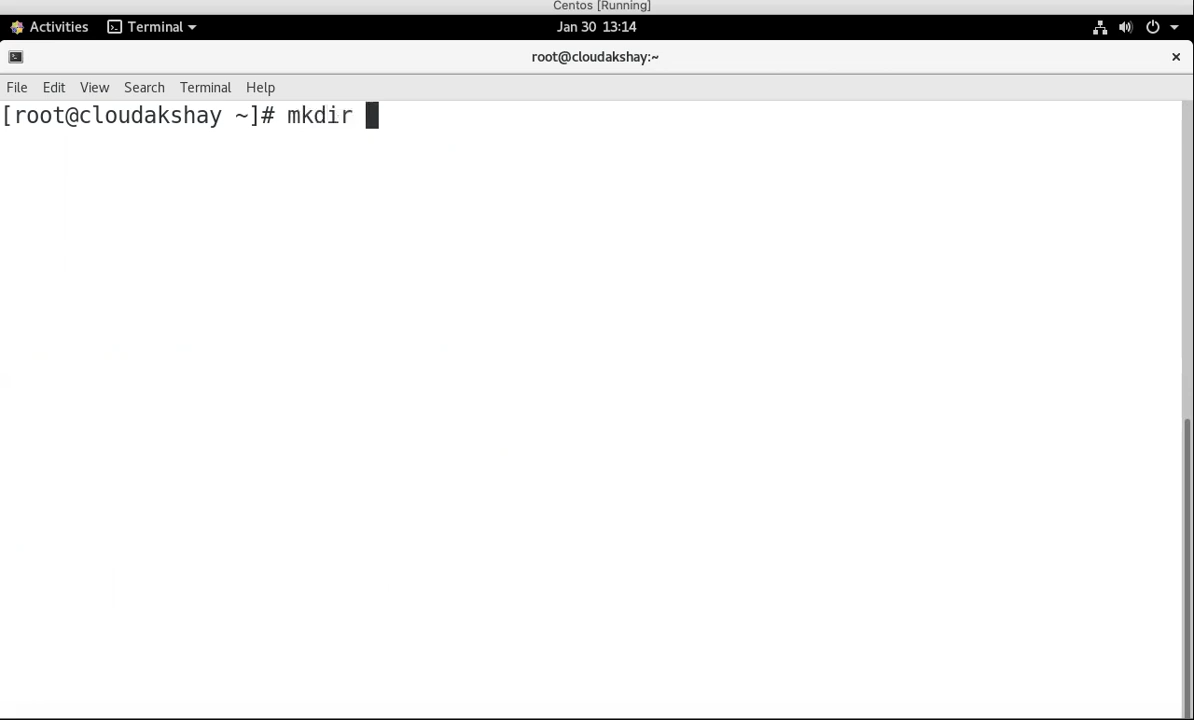 Centos [Running]
Activities Terminal Jan 30 13:14
root@cloudakshay:~
File Edit View Search Terminal Help
[root@cloudakshay ~]# mkdir